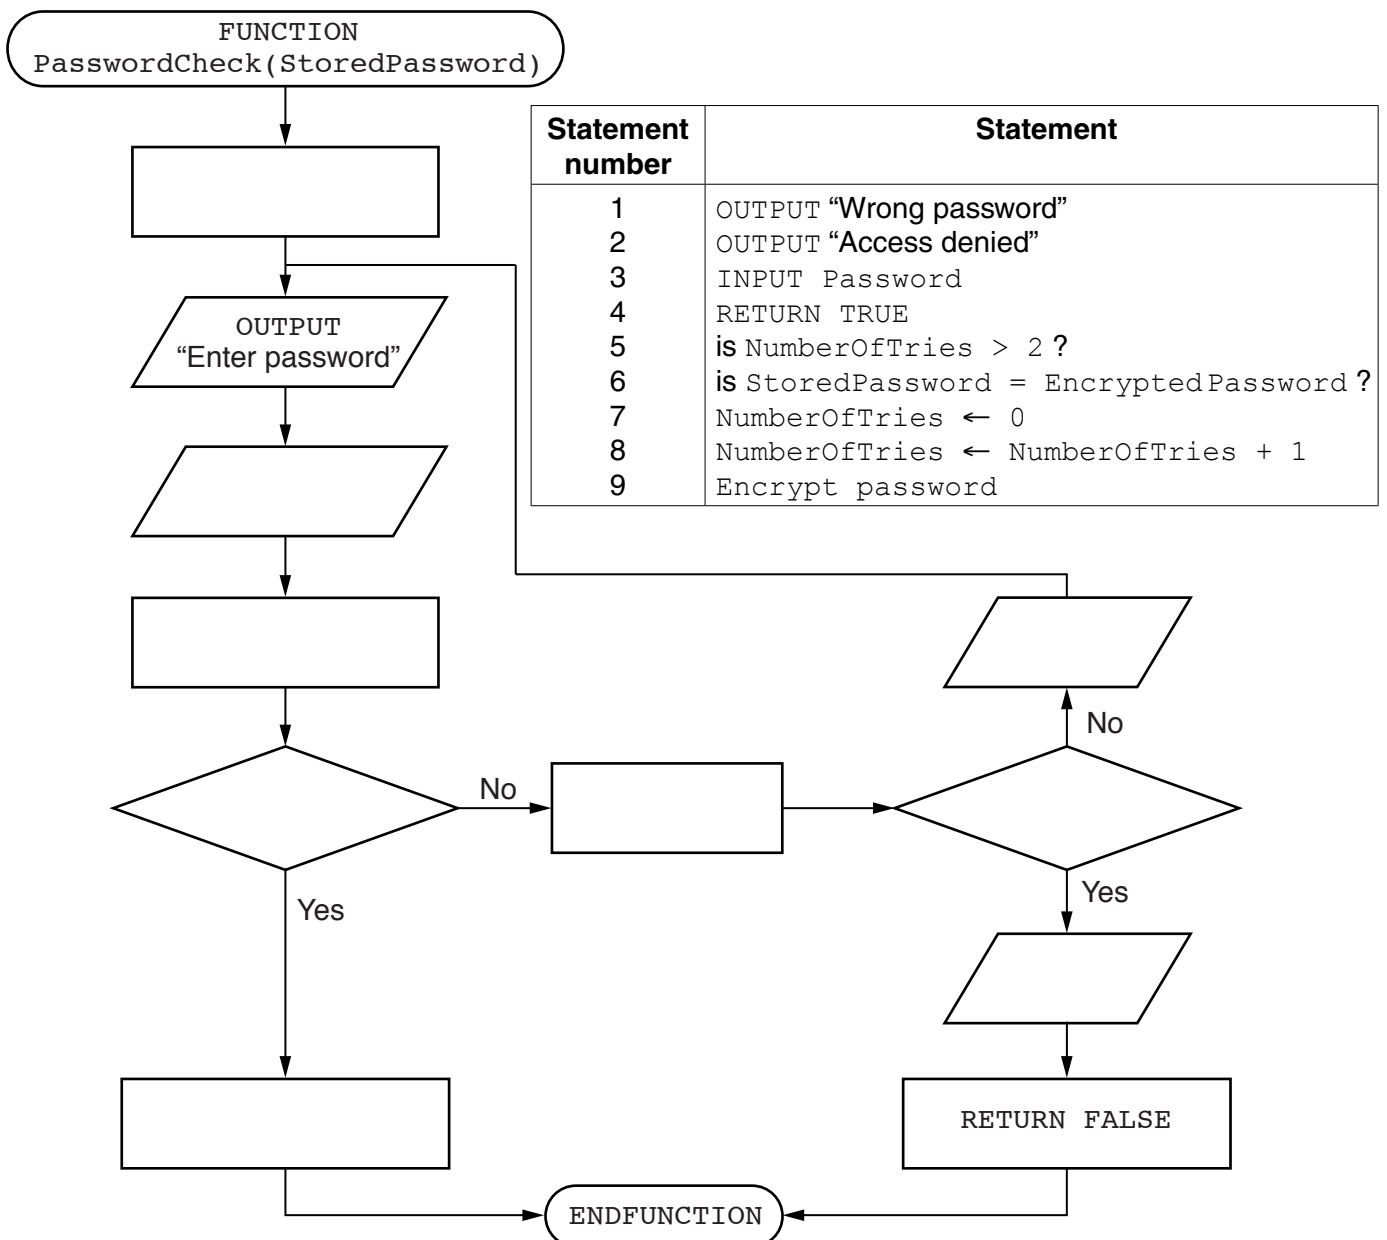 FUNCTION
PasswordCheck(StoredPassword)
Statement number	Statement
1	OUTPUT “Wrong password”
2	OUTPUT “Access denied”
3	INPUT Password
4	RETURN TRUE
5	is NumberOfTries > 2 ?
6	is StoredPassword = EncryptedPassword ?
7	NumberOfTries ← 0
8	NumberOfTries ← NumberOfTries + 1
9	Encrypt password
OUTPUT
“Enter password”
No
No
Yes
Yes
RETURN FALSE
ENDFUNCTION